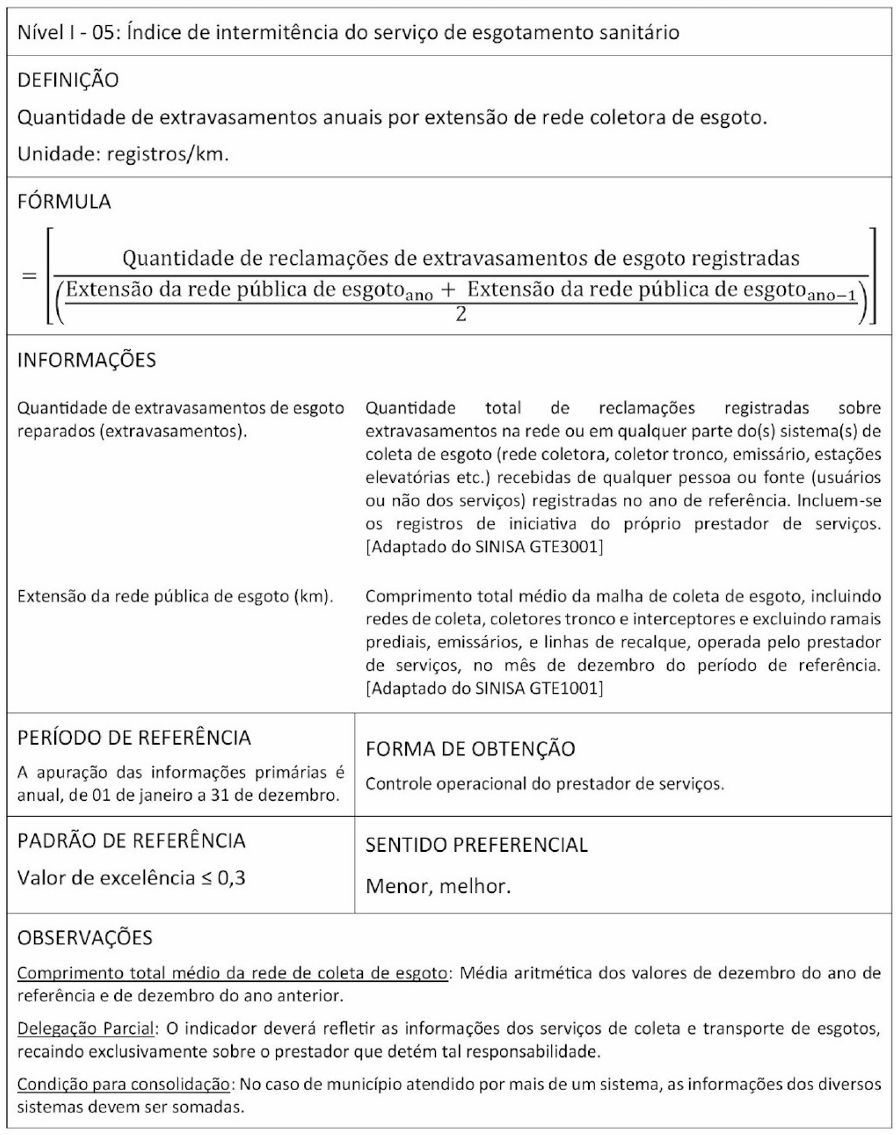 Nível I - 05: Índice de intermitência do serviço de esgotamento sanitário
DEFINIÇÃO
Quantidade de extravasamentos anuais por extensão de rede coletora de esgoto.
Unidade: registros/km.
FÓRMULA
Quantidade de reclamações de extravasamentos de esgoto registradas
=
(Extensão da rede pública de esgoto ano + Extensão da rede pública de esgoto ano−1)
2
INFORMAÇÕES
Quantidade de extravasamentos de esgoto
reparados (extravasamentos).
Quantidade total de reclamações registradas sobre
extravasamentos na rede ou em qualquer parte do(s) sistema(s) de
coleta de esgoto (rede coletora, coletor tronco, emissário, estações
elevatórias etc.) recebidas de qualquer pessoa ou fonte (usuários
ou não dos serviços) registradas no ano de referência. Incluem-se
os registros de iniciativa do próprio prestador de serviços.
[Adaptado do SINISA GTE3001]
Extensão da rede pública de esgoto (km).
Comprimento total médio da malha de coleta de esgoto, incluindo
redes de coleta, coletores tronco e interceptores e excluindo ramais
prediais, emissários, e linhas de recalque, operada pelo prestador
de serviços, no mês de dezembro do período de referência.
[Adaptado do SINISA GTE1001]
PERÍODO DE REFERÊNCIA
A apuração das informações primárias é
anual, de 01 de janeiro a 31 de dezembro.
FORMA DE OBTENÇÃO
Controle operacional do prestador de serviços.
PADRÃO DE REFERÊNCIA
Valor de excelência ≤ 0,3
SENTIDO PREFERENCIAL
Menor, melhor.
OBSERVAÇÕES
Comprimento total médio da rede de coleta de esgoto: Média aritmética dos valores de dezembro do ano de
referência e de dezembro do ano anterior.
Delegação Parcial: O indicador deverá refletir as informações dos serviços de coleta e transporte de esgotos,
recaindo exclusivamente sobre o prestador que detém tal responsabilidade.
Condição para consolidação: No caso de município atendido por mais de um sistema, as informações dos diversos
sistemas devem ser somadas.